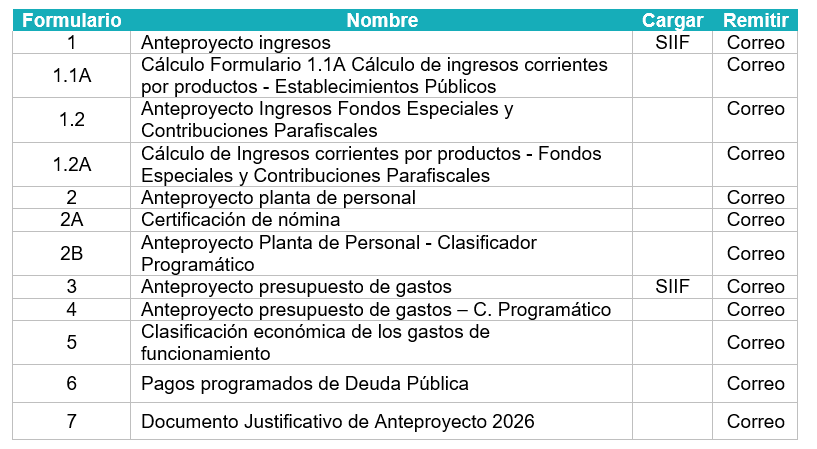 Formulario Nombre Cargar Remitir
1 Anteproyecto ingresos SIIF Correo
1.1A Cálculo Formulario 1.1A Cálculo de ingresos corrientes Correo
por productos - Establecimientos Públicos
1.2 Anteproyecto Ingresos Fondos Especiales y Correo
Contribuciones Parafiscales
1.2A Cálculo de Ingresos corrientes por productos - Fondos Correo
Especiales y Contribuciones Parafiscales
2 Anteproyecto planta de personal Correo
2A Certificación de nómina Correo
2B Anteproyecto Planta de Personal - Clasificador Correo
Programático
3 Anteproyecto presupuesto de gastos SIIF Correo
4 Anteproyecto presupuesto de gastos – C. Programático Correo
5 Clasificación económica de los gastos de Correo
funcionamiento
6 Pagos programados de Deuda Pública Correo
7 Documento Justificativo de Anteproyecto 2026 Correo